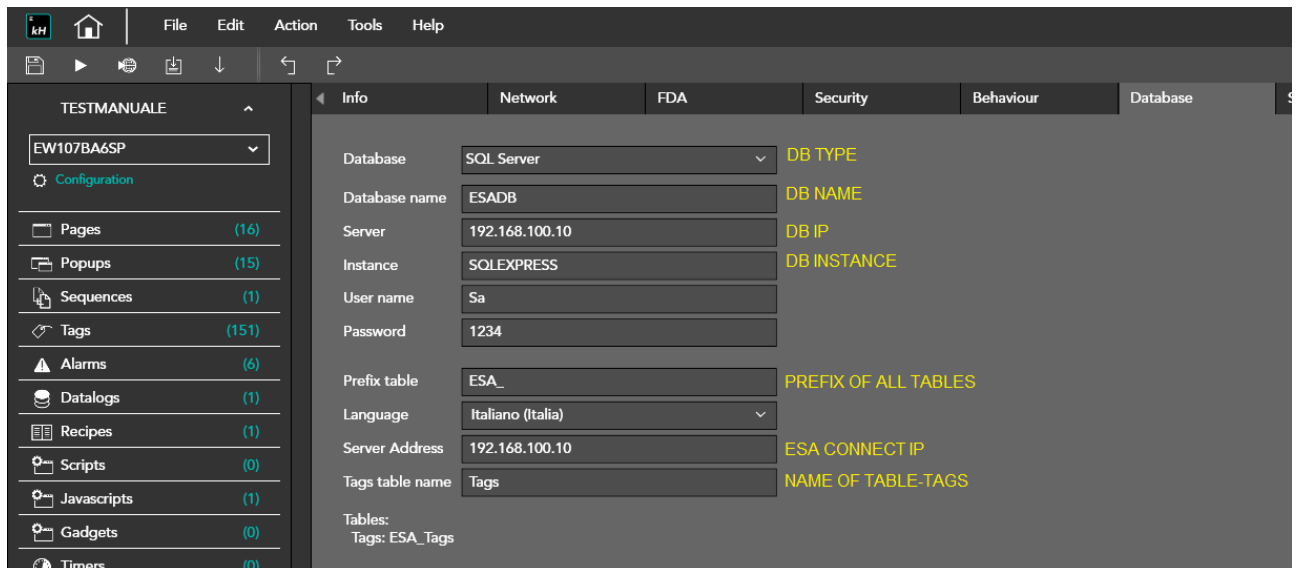 kH File Edit Action Tools Help
TESTMANUALE
EW107BA6SP
Configuration
Pages (16)
Popups (15)
Sequences (1)
Tags (151)
Alarms (6)
Datalogs (1)
Recipes (1)
Scripts (0)
Javascripts (1)
Gadgets (0)
Timers (0)
Info Network FDA Security Behaviour Database S
Database SQL Server DB TYPE
Database name ESADB DB NAME
Server 192.168.100.10 DB IP
Instance SQLEXPRESS DB INSTANCE
User name Sa
Password 1234
Prefix table ESA_ PREFIX OF ALL TABLES
Language Italiano (Italia)
Server Address 192.168.100.10 ESA CONNECT IP
Tags table name Tags NAME OF TABLE-TAGS
Tables:
Tags: ESA_Tags